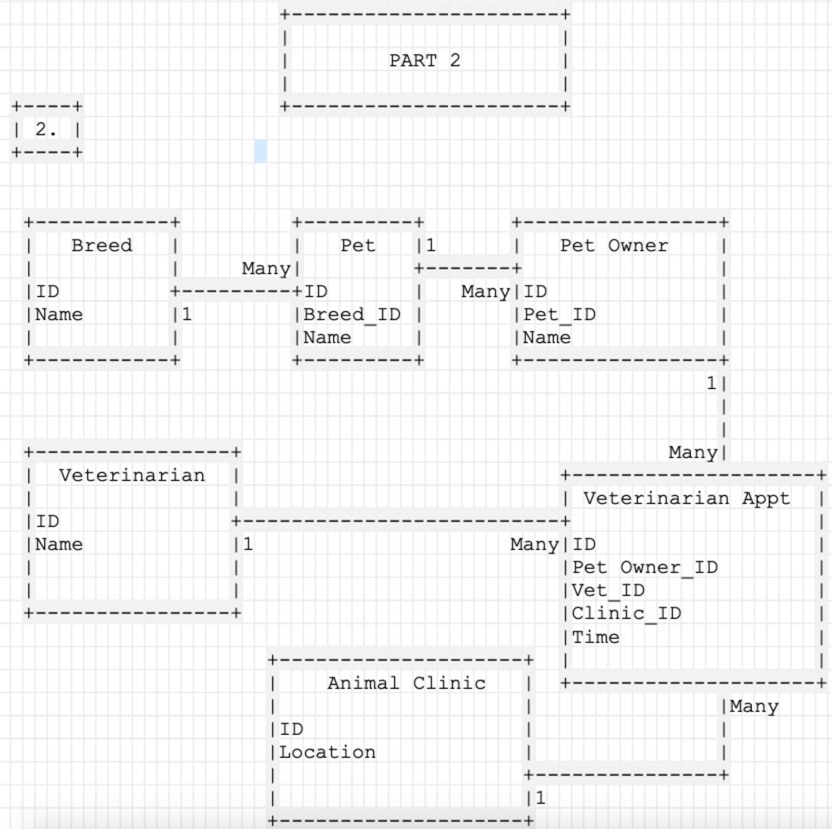 PART 2
2.
Breed
ID
Name
1
Many
Pet
ID
Breed_ID
Name
1
Many
Pet Owner
ID
Pet_ID
Name
1
Many
Veterinarian
ID
Name
1
Many
Veterinarian Appt
ID
Pet Owner_ID
Vet_ID
Clinic_ID
Time
Many
Animal Clinic
ID
Location
1